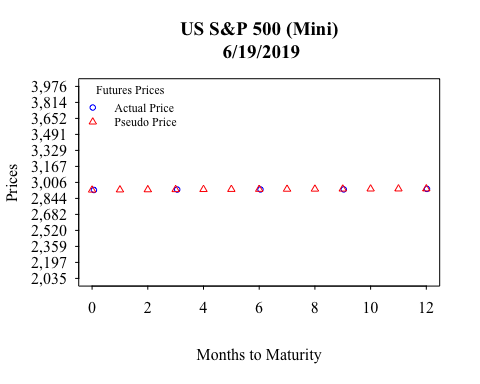 US S&P 500 (Mini)
6/19/2019
Futures Prices
Actual Price
Pseudo Price
Prices
3,976
3,814
3,652
3,491
3,329
3,167
3,006
2,844
2,682
2,520
2,359
2,197
2,035
0 2 4 6 8 10 12
Months to Maturity